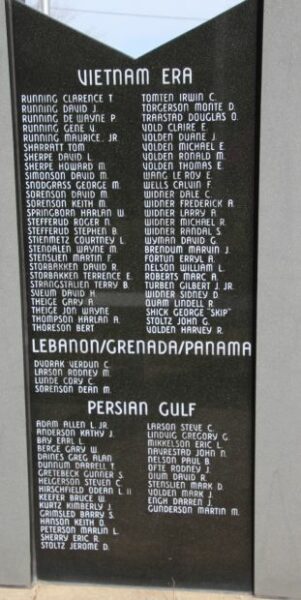 VIETNAM ERA
RUNNING CLARENCE T.
RUNNING DAVID J.
RUNNING DE WAYNE P.
RUNNING GENE V.
RUNNING MAURICE, JR
SHARRATT TOM
SHERPE DAVID L.
SHERPE HOWARD M.
SIMONSON DAVID M.
SNODGRASS GEORGE M.
SORENSON DAVID M.
SORENSON KEITH M.
SPRINGBORN HARLAN W.
STEFFERUD ROGER N.
STEFFERUD STEPHEN B.
STIENMETZ COURTNEY L.
STENDALEN WAYNE M.
STENSLIEN MARTIN F.
STORBAKKEN DAVID R.
STORBAKKEN TERRENCE E.
STRANGSTALIEN TERRY B.
SVEUM DAVID H.
THEIGE GARY A.
THEIGE JON WAYNE
THOMPSON HARLAN A.
THORESON BERT
TOMTEN IRWIN C.
TORGERSON MONTE D.
TRAASTAD DOUGLAS O.
VOLD CLAIRE E.
VOLDEN DUANE J.
VOLDEN MICHAEL E.
VOLDEN RONALD M.
VOLDEN THOMAS E.
WANG LE ROY E.
WELLS CALVIN F.
WIDNER DALE C.
WIDNER FREDERICK A.
WIDNER LARRY A.
WIDNER MICHAEL R.
WIDNER RANDAL S.
WYMAN DAVID G.
BRENDUM MARVIN J.
FORTUN ERRYL A.
NELSON WILLIAM L.
ROBERTS MARC A.
TURBEN GILBERT J. JR
WIDNER SIDNEY D.
QUAM LINDELL R.
SHICK GEORGE "SKIP"
STOLTZ JOHN G.
VOLDEN HARVEY R.
LEBANON/GRENADA/PANAMA
DVORAK VERDUN C.
LARSON RODNEY M.
LUNDE CORY C.
SORENSON DEAN M.
PERSIAN GULF
ADAM ALLEN L. JR.
ANDERSON KATHY J.
BAY EARL L.
BERGE GARY W.
DAINES GREG ALAN
DUNNUM DARRELL T.
GRETEBECK GUNNER S.
HELGERSON STEVEN C.
HIRSCHFIELD ODEAN L. II
KEEFER BRUCE W.
KURTZ KIMBERLY J.
GRIMSLED BARRY S.
HANSON KEITH D.
PETERSON MARLIN L.
SHERRY ERIC R.
STOLTZ JEROME D.
LARSON STEVE C.
LINDVIG GREGORY G.
MIKKELSON ERIC L.
NAVRESTAD JOHN N.
NELSON PAUL B.
OFTE RODNEY J.
OIUM DAVID R.
STENSLIEN MARK D.
VOLDEN MARK J.
ENGH DARREN J.
GUNDERSON MARTIN M.